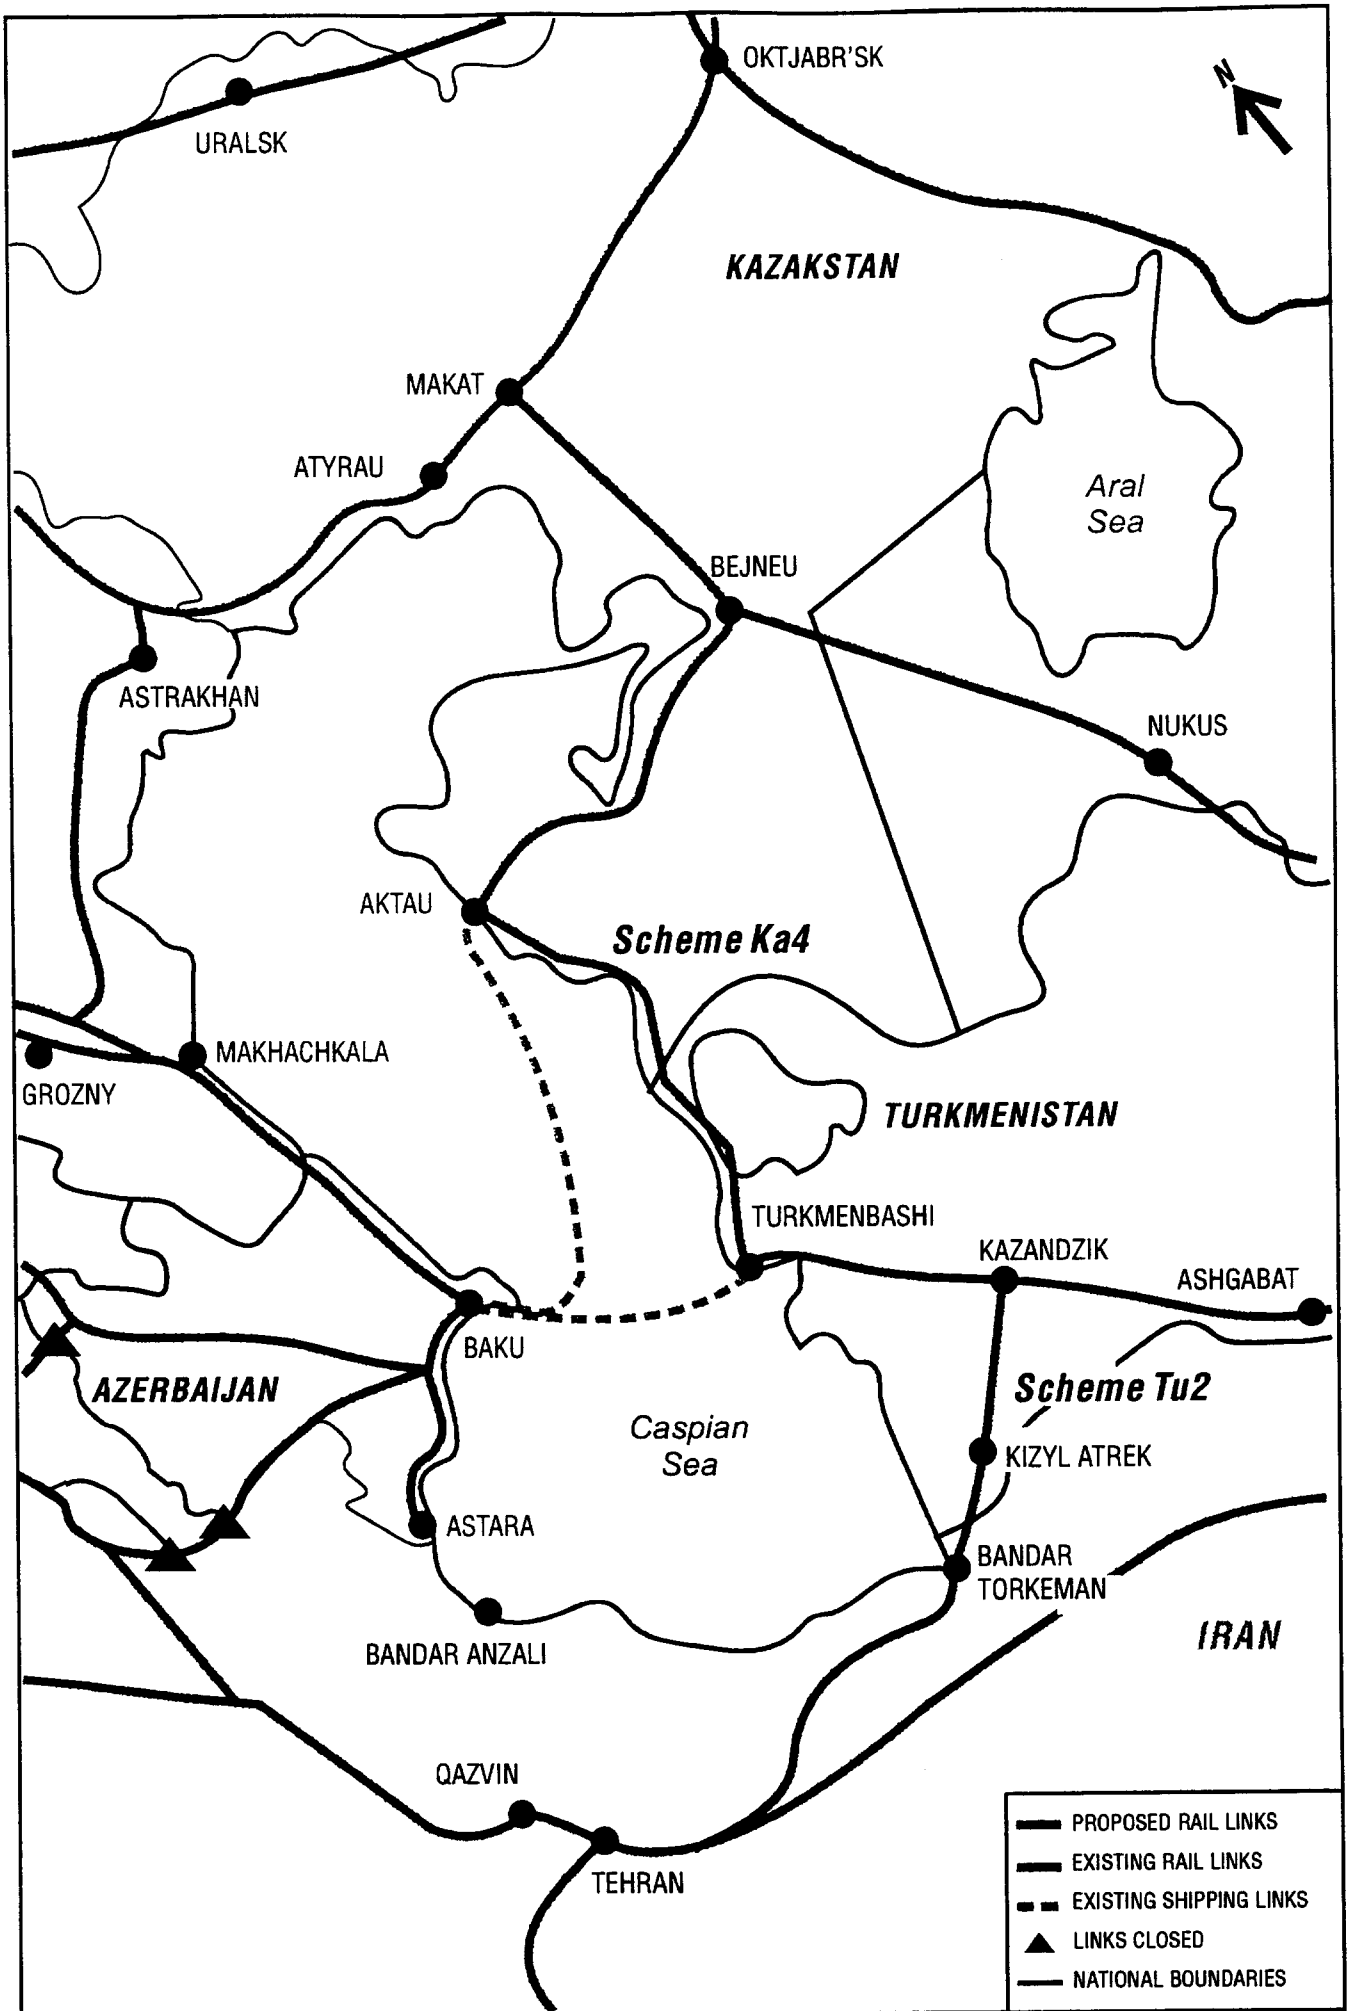 OKTJABR'SK
N
URALSK
KAZAKSTAN
MAKAT
ATYRAU
Aral
Sea
BEJNEU
ASTRAKHAN
NUKUS
AKTAU
Scheme Ka4
MAKHACHKALA
GROZNY
TURKMENISTAN
TURKMENBASHI
KAZANDZIK
ASHGABAT
BAKU
AZERBAIJAN
Scheme Tu2
Caspian
Sea
KIZYL ATREK
ASTARA
BANDAR
TORKEMAN
BANDAR ANZALI
IRAN
QAZVIN
TEHRAN
PROPOSED RAIL LINKS
EXISTING RAIL LINKS
EXISTING SHIPPING LINKS
LINKS CLOSED
NATIONAL BOUNDARIES